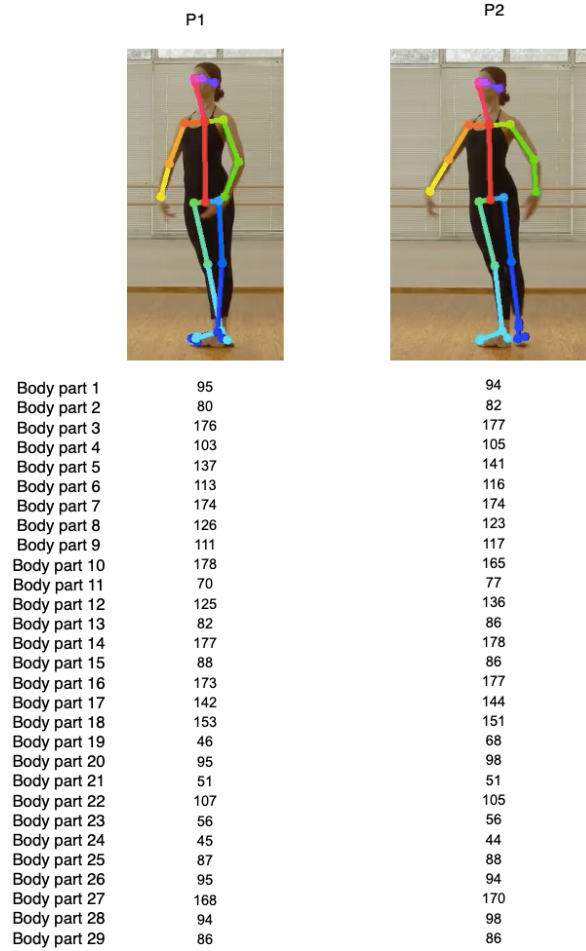 P1 P2
Body part 1 95 94
Body part 2 80 82
Body part 3 176 177
Body part 4 103 105
Body part 5 137 141
Body part 6 113 116
Body part 7 174 174
Body part 8 126 123
Body part 9 111 117
Body part 10 178 165
Body part 11 70 77
Body part 12 125 136
Body part 13 82 86
Body part 14 177 178
Body part 15 88 86
Body part 16 173 177
Body part 17 142 144
Body part 18 153 151
Body part 19 46 68
Body part 20 95 98
Body part 21 51 51
Body part 22 107 105
Body part 23 56 56
Body part 24 45 44
Body part 25 87 88
Body part 26 95 94
Body part 27 168 170
Body part 28 94 98
Body part 29 86 86